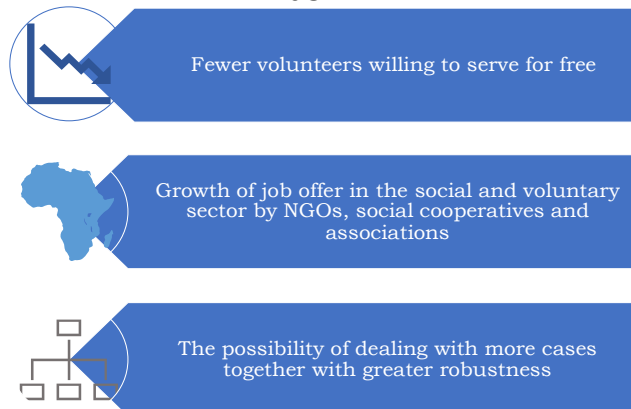 Fewer volunteers willing to serve for free
Growth of job offer in the social and voluntary
sector by NGOs, social cooperatives and
associations
The possibility of dealing with more cases
together with greater robustness